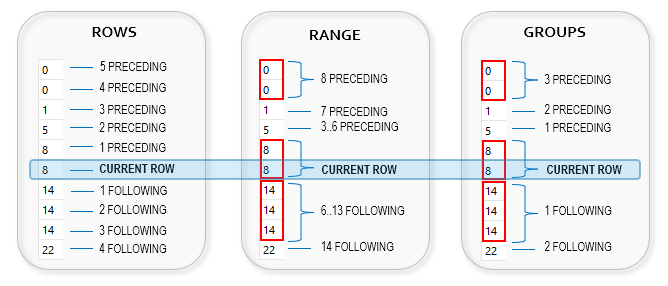 ROWS
0 5 PRECEDING
0 4 PRECEDING
1 3 PRECEDING
5 2 PRECEDING
8 1 PRECEDING
8 CURRENT ROW
14 1 FOLLOWING
14 2 FOLLOWING
14 3 FOLLOWING
22 4 FOLLOWING
RANGE
0
8 PRECEDING
0
1 7 PRECEDING
5 3..6 PRECEDING
8
8 CURRENT ROW
14
14 6..13 FOLLOWING
14
22 14 FOLLOWING
GROUPS
0
3 PRECEDING
0
1 2 PRECEDING
5 1 PRECEDING
8
8 CURRENT ROW
14
14 1 FOLLOWING
14
22 2 FOLLOWING